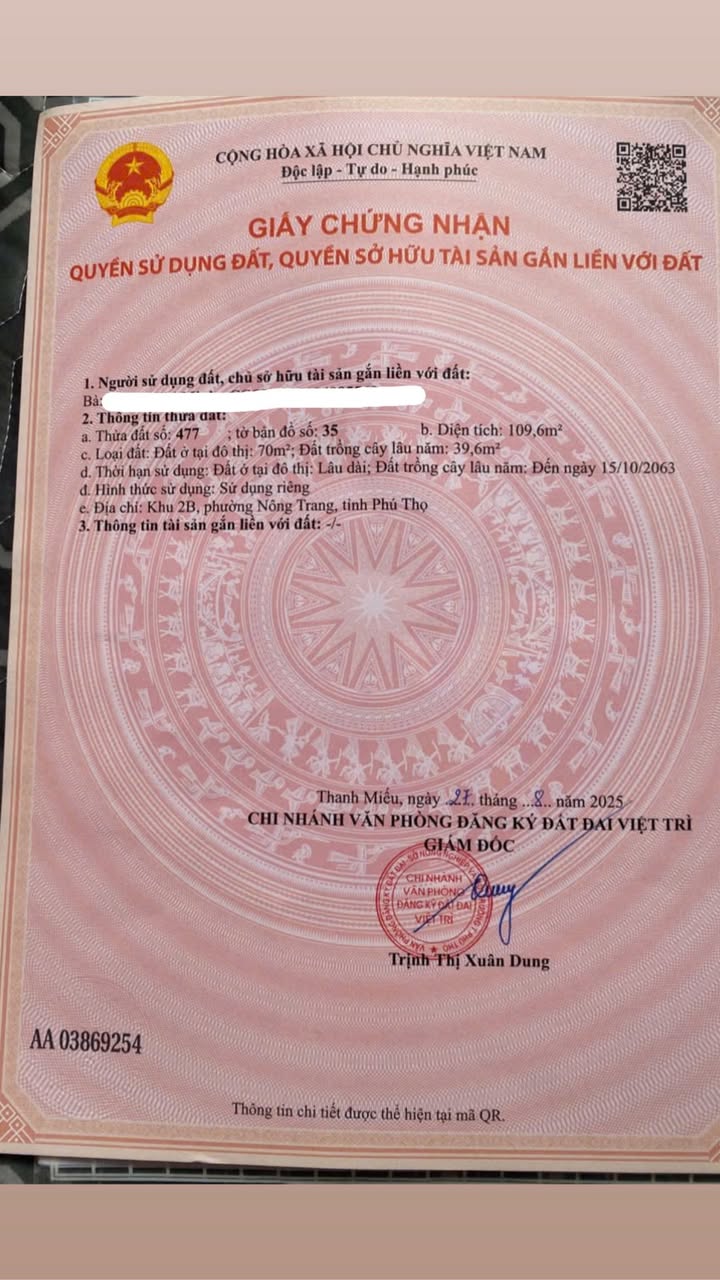 CỘNG HÒA XÃ HỘI CHỦ NGHĨA VIỆT NAM
Độc lập - Tự do - Hạnh phúc
GIẤY CHỨNG NHẬN
QUYỀN SỬ DỤNG ĐẤT, QUYỀN SỞ HỮU TÀI SẢN GẮN LIỀN VỚI ĐẤT
1. Người sử dụng đất, chủ sở hữu tài sản gắn liền với đất:
Bà:
2. Thông tin thửa đất:
a. Thửa đất số: 477 ; tờ bản đồ số: 35 b. Diện tích: 109,6m²
c. Loại đất: Đất ở tại đô thị: 70m²; Đất trồng cây lâu năm: 39,6m²
d. Thời hạn sử dụng: Đất ở tại đô thị: Lâu dài; Đất trồng cây lâu năm: Đến ngày 15/10/2063
đ. Hình thức sử dụng: Sử dụng riêng
e. Địa chỉ: Khu 2B, phường Nông Trang, tỉnh Phú Thọ
3. Thông tin tài sản gắn liền với đất: -/-
Thanh Miếu, ngày .27. tháng ...8.. năm 2025
CHI NHÁNH VĂN PHÒNG ĐĂNG KÝ ĐẤT ĐAI VIỆT TRÌ
GIÁM ĐỐC
CHI NHÁNH
VĂN PHÒNG
ĐĂNG KÝ ĐẤT ĐAI
VIỆT TRÌ
Trịnh Thị Xuân Dung
AA 03869254
Thông tin chi tiết được thể hiện tại mã QR.